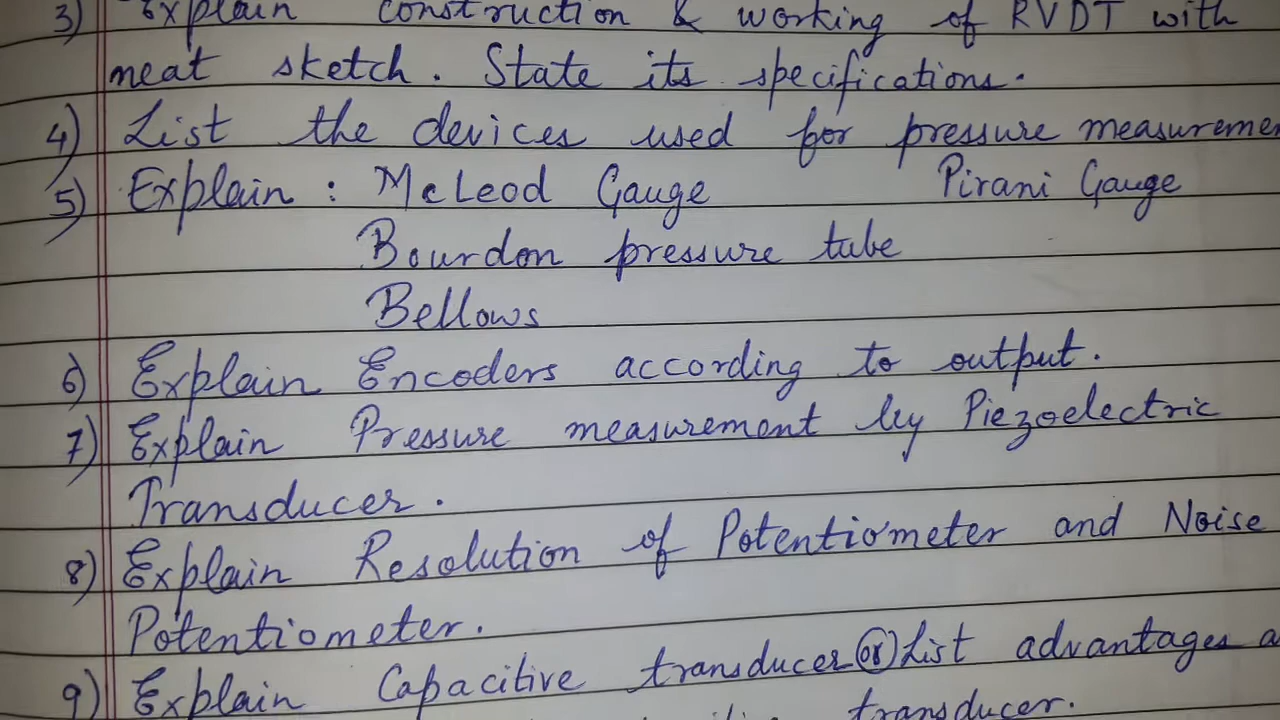 3) Explain construction & working of RVDT with
neat sketch. State its specifications.
4) List the devices used for pressure measuremen
5) Explain : McLeod Gauge Pirani Gauge
Bourdon pressure tube
Bellows
6) Explain Encoders according to output.
7) Explain Pressure measurement by Piezoelectric
Transducer.
8) Explain Resolution of Potentiometer and Noise
Potentiometer.
9) Explain Capacitive transducer (or) List advantages a
transducer.